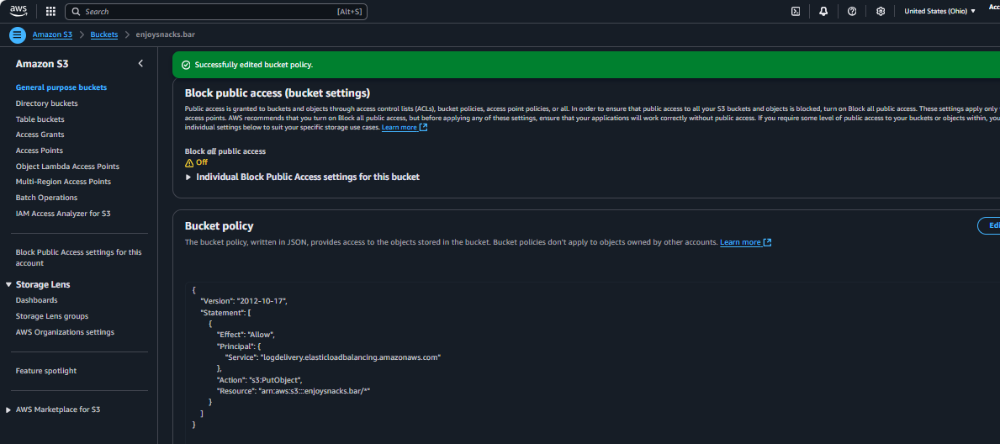 aws
Search [Alt+S]
United States (Ohio)
Amazon S3 > Buckets > enjoysnacks.bar
Amazon S3
General purpose buckets
Directory buckets
Table buckets
Access Grants
Access Points
Object Lambda Access Points
Multi-Region Access Points
Batch Operations
IAM Access Analyzer for S3
Block Public Access settings for this
account
Storage Lens
Dashboards
Storage Lens groups
AWS Organizations settings
Feature spotlight
AWS Marketplace for S3
Successfully edited bucket policy.
Block public access (bucket settings)
Public access is granted to buckets and objects through access control lists (ACLs), bucket policies, access point policies, or all. In order to ensure that public access to all your S3 buckets and objects is blocked, turn on Block all public access. These settings apply only
access points. AWS recommends that you turn on Block all public access, but before applying any of these settings, ensure that your applications will work correctly without public access. If you require some level of public access to your buckets or objects within, you
individual settings below to suit your specific storage use cases. Learn more
Block all public access
Off
Individual Block Public Access settings for this bucket
Bucket policy
The bucket policy, written in JSON, provides access to the objects stored in the bucket. Bucket policies don't apply to objects owned by other accounts. Learn more
{
"Version": "2012-10-17",
"Statement": [
{
"Effect": "Allow",
"Principal": {
"Service": "logdelivery.elasticloadbalancing.amazonaws.com"
},
"Action": "s3:PutObject",
"Resource": "arn:aws:s3:::enjoysnacks.bar/*"
}
]
}